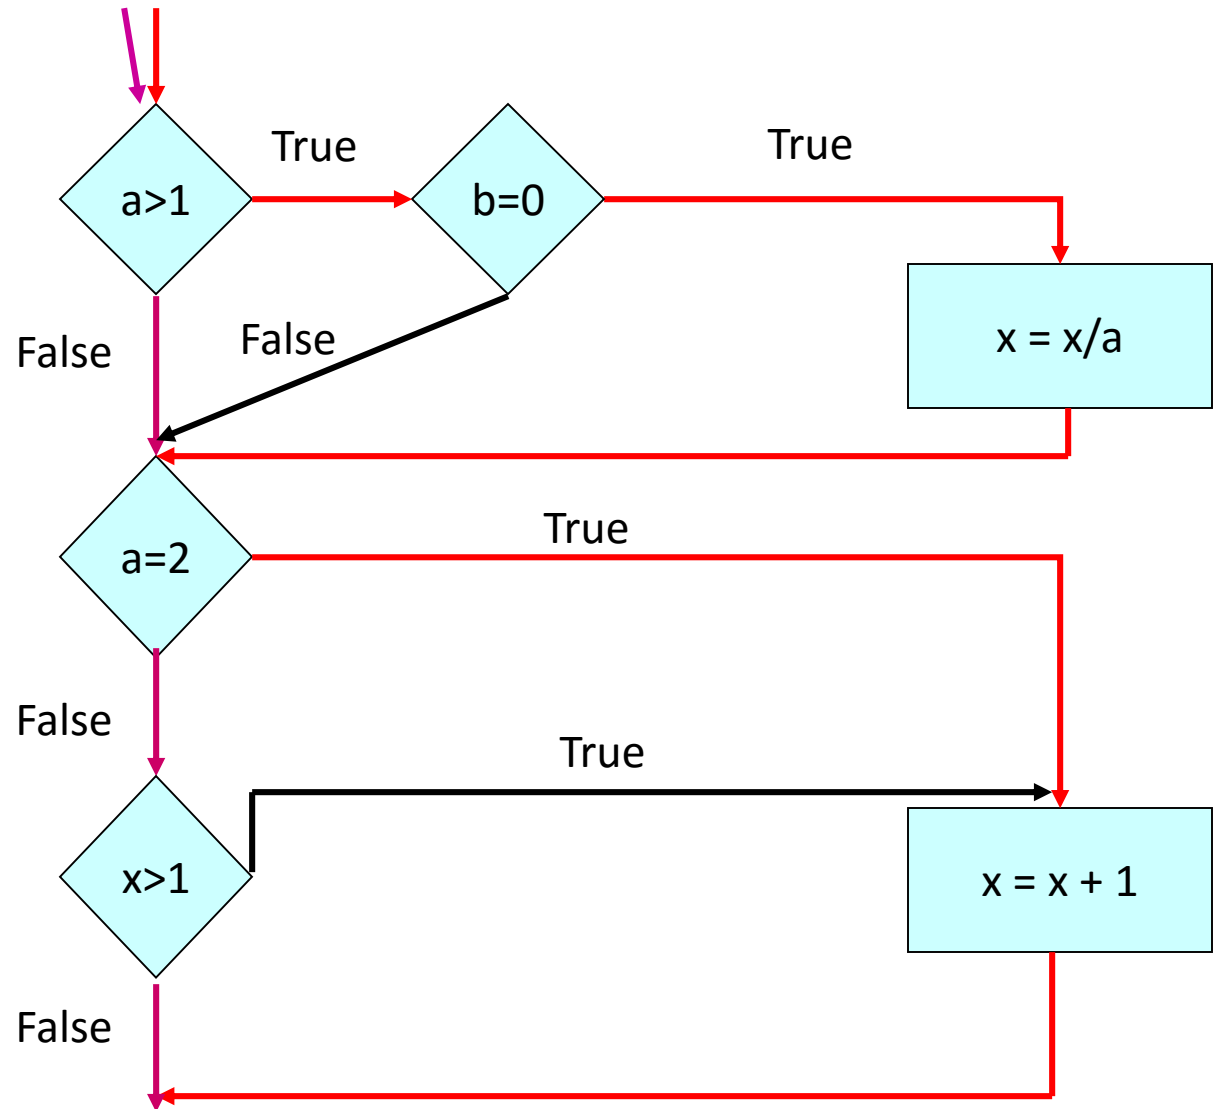 True
True
a>1
b=0
False
False
x = x/a
True
a=2
False
True
x>1
x = x + 1
False